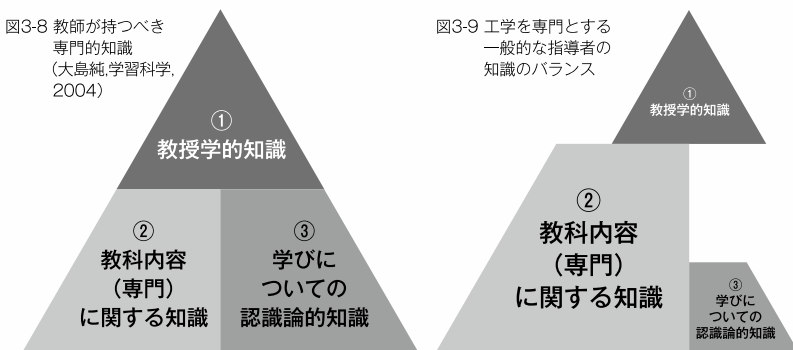 図3-8 教師が持つべき
専門的知識
(大島純,学習科学,
2004)
①
教授学的知識
②
教科内容
(専門)
に関する知識
③
学びに
ついての
認識論的知識
図3-9 工学を専門とする
一般的な指導者の
知識のバランス
①
教授学的知識
②
教科内容
(専門)
に関する知識
③
学びに
ついての
認識論的知識